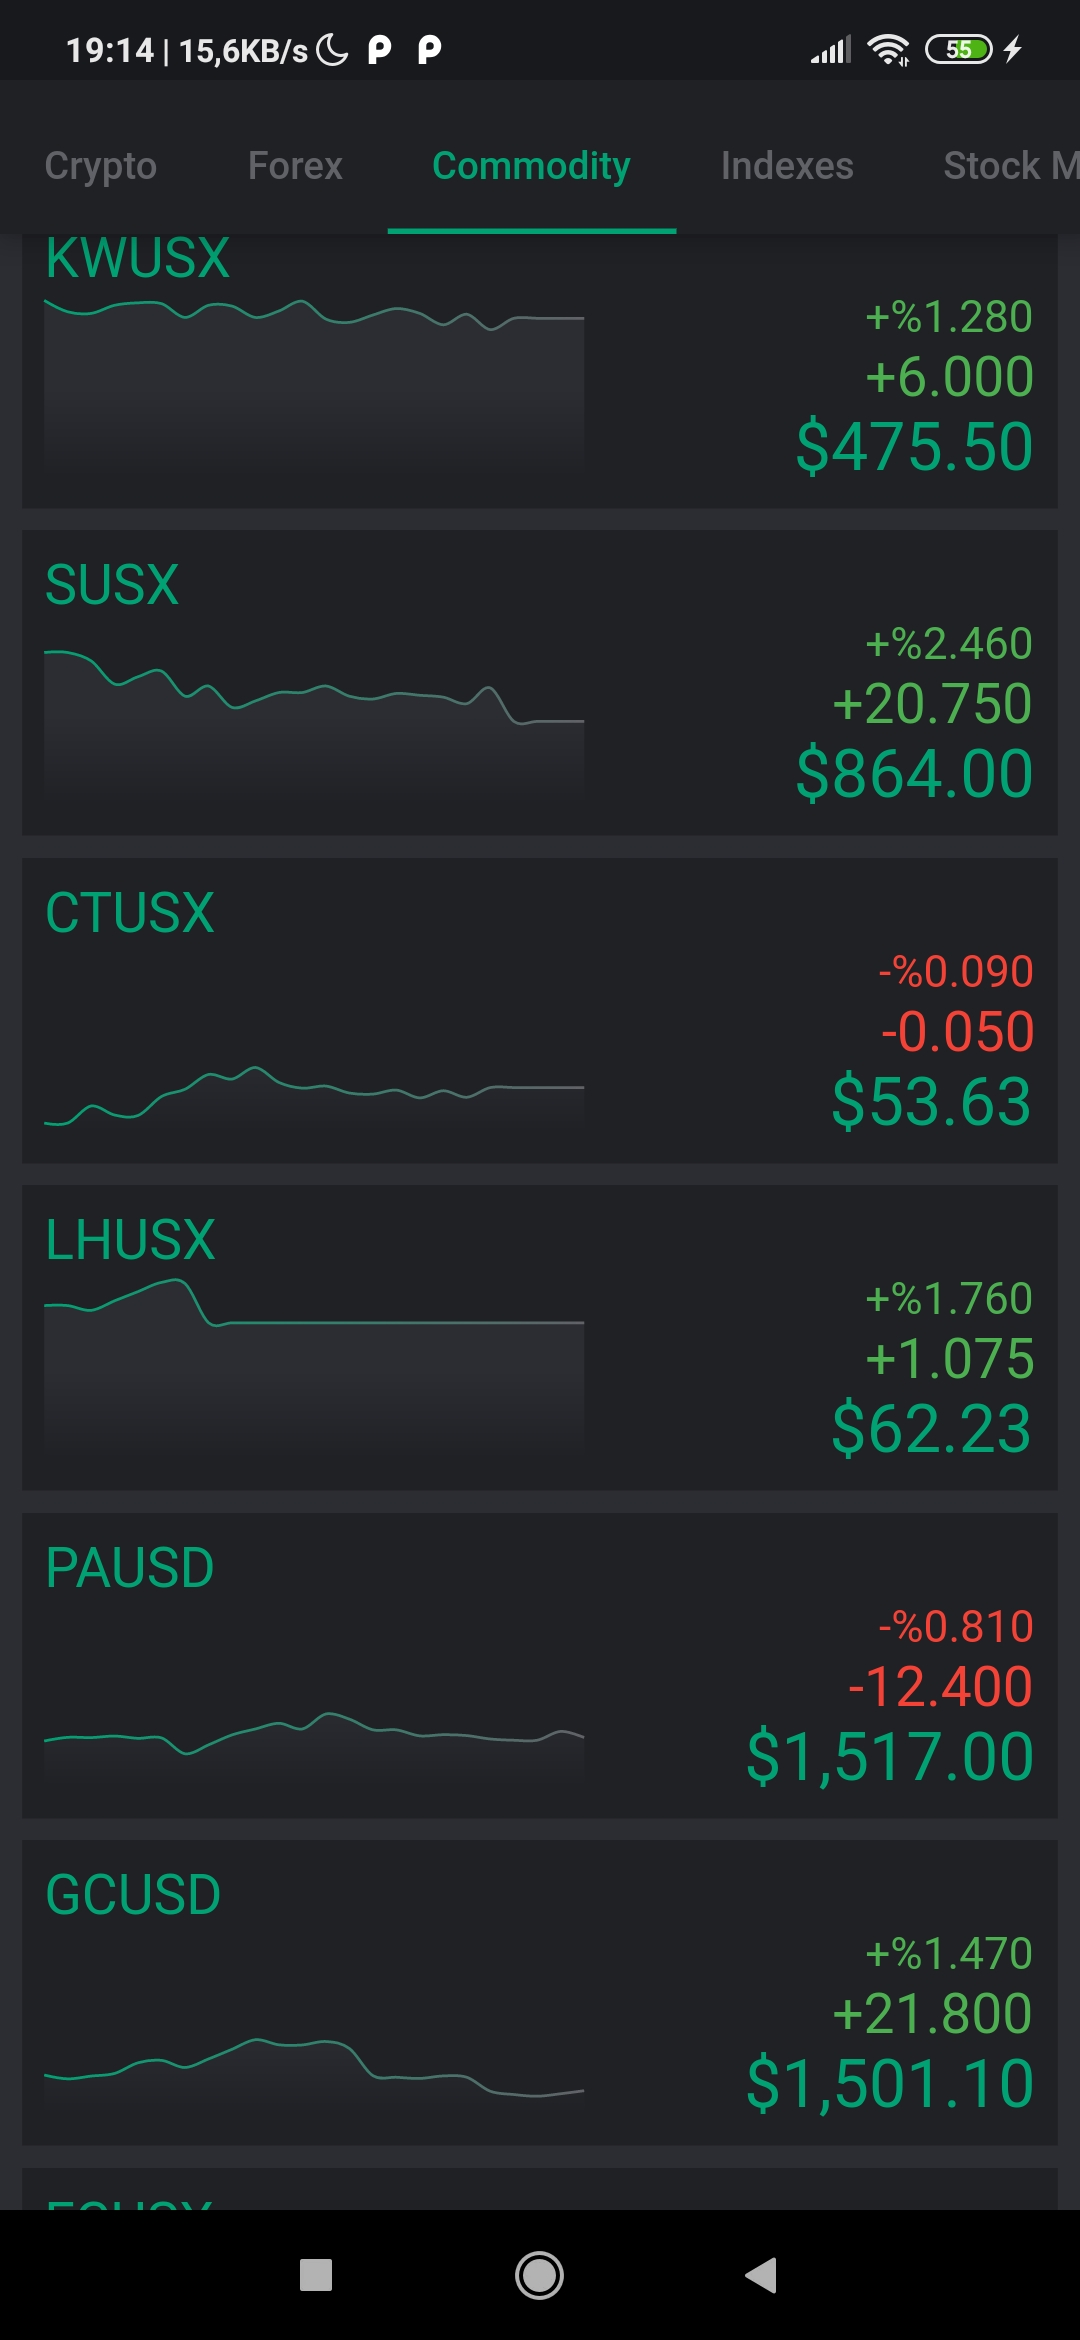 19:14 | 15,6KB/s
55
Crypto Forex Commodity Indexes Stock M
KWUSX
+%1.280
+6.000
$475.50
SUSX
+%2.460
+20.750
$864.00
CTUSX
-%0.090
-0.050
$53.63
LHUSX
+%1.760
+1.075
$62.23
PAUSD
-%0.810
-12.400
$1,517.00
GCUSD
+%1.470
+21.800
$1,501.10